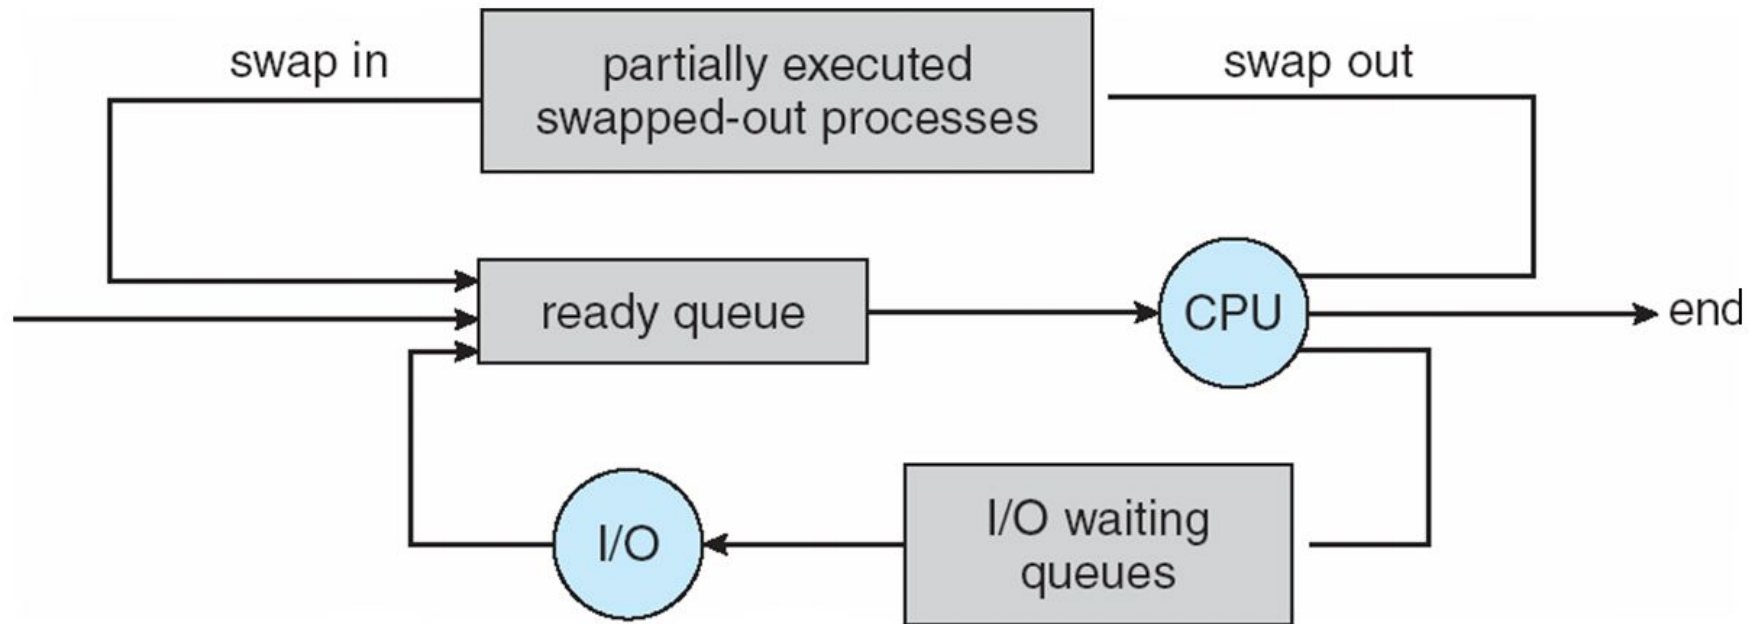 swap in
partially executed
swapped-out processes
swap out
ready queue
CPU
end
I/O
I/O waiting
queues